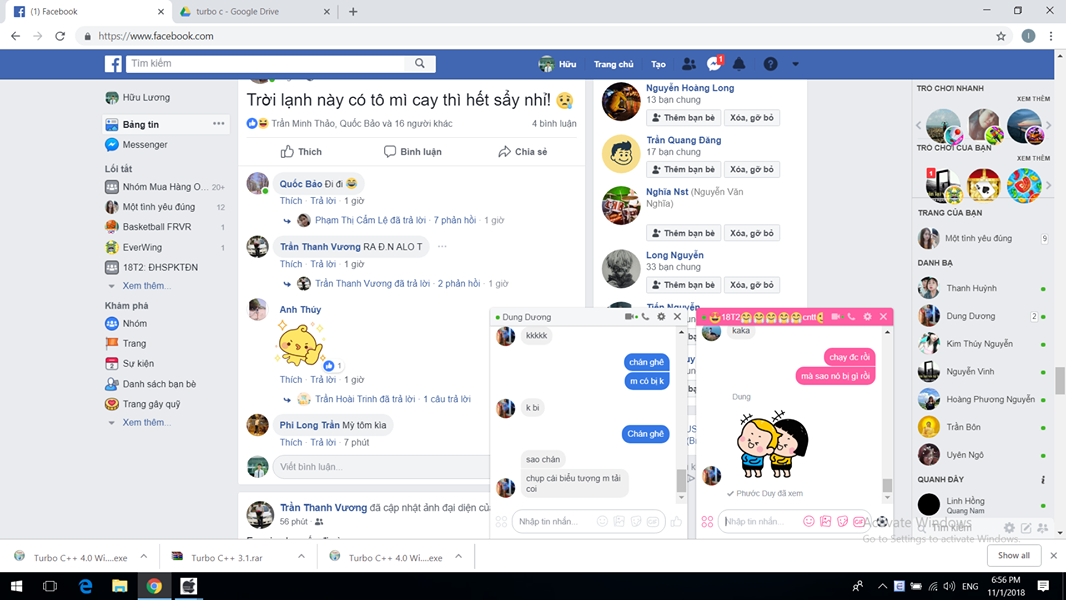 (1) Facebook
turbo c - Google Drive
https://www.facebook.com
Tìm kiếm
Hữu
Trang chủ
Tạo
1
Hữu Lương
Bảng tin
Messenger
Lối tắt
Nhóm Mua Hàng O... 20+
Một tình yêu đúng 12
Basketball FRVR 1
EverWing 1
18T2: ĐHSPKTĐN
Xem thêm...
Khám phá
Nhóm
Trang
Sự kiện
Danh sách bạn bè
Trang gây quỹ
Xem thêm...
Trời lạnh này có tô mì cay thì hết sẩy nhỉ! 😢
Trần Minh Thảo, Quốc Bảo và 16 người khác
4 bình luận
Thích
Bình luận
Chia sẻ
Quốc Bảo Đi đi 😂
Thích · Trả lời · 1 giờ
Phạm Thị Cẩm Lệ đã trả lời · 7 phản hồi · 1 giờ
Trần Thanh Vương RA Đ.N ALO T
Thích · Trả lời · 1 giờ
Trần Thanh Vương đã trả lời · 2 phản hồi · 1 giờ
Anh Thúy
1
Thích · Trả lời · 1 giờ
Trần Hoài Trinh đã trả lời · 1 câu trả lời
Phi Long Trần Mỹ tôm kìa
Thích · Trả lời · 7 phút
Viết bình luận...
Trần Thanh Vương đã cập nhật ảnh đại diện củ
56 phút
Nguyễn Hoàng Long
13 bạn chung
Thêm bạn bè
Xóa, gỡ bỏ
Trần Quang Đăng
17 bạn chung
Thêm bạn bè
Xóa, gỡ bỏ
Nghĩa Nst (Nguyễn Văn
Nghĩa)
Thêm bạn bè
Xóa, gỡ bỏ
Long Nguyễn
33 bạn chung
Thêm bạn bè
Xóa, gỡ bỏ
Dung Dương
kkkkk
chán ghê
m có bị k
k bi
Chán ghê
sao chán
chụp cái biểu tượng m tải
coi
Nhập tin nhắn...
18T2🤗🤗🤗🤗🤗cntt
kaka
chạy đc rồi
mà sao nó bị gì rồi
Dung
Phước Duy đã xem
Nhập tin nhắn...
TRÒ CHƠI NHANH
XEM THÊM
TRÒ CHƠI CỦA BẠN
XEM THÊM
1
TRANG CỦA BẠN
Một tình yêu đúng 9
DANH BẠ
Thanh Huỳnh
Dung Dương 2
Kim Thúy Nguyễn
Nguyễn Vinh
Hoàng Phương Nguyên
Trần Bôn
Uyên Ngô
QUANH ĐÂY
Linh Hồng
Quang Nam
Tìm kiếm
Activate Windows
Go to Settings to activate Windows.
Turbo C++ 4.0 Wi....exe
Turbo C++ 3.1.rar
Turbo C++ 4.0 Wi....exe
Show all
ENG
6:56 PM
11/1/2018